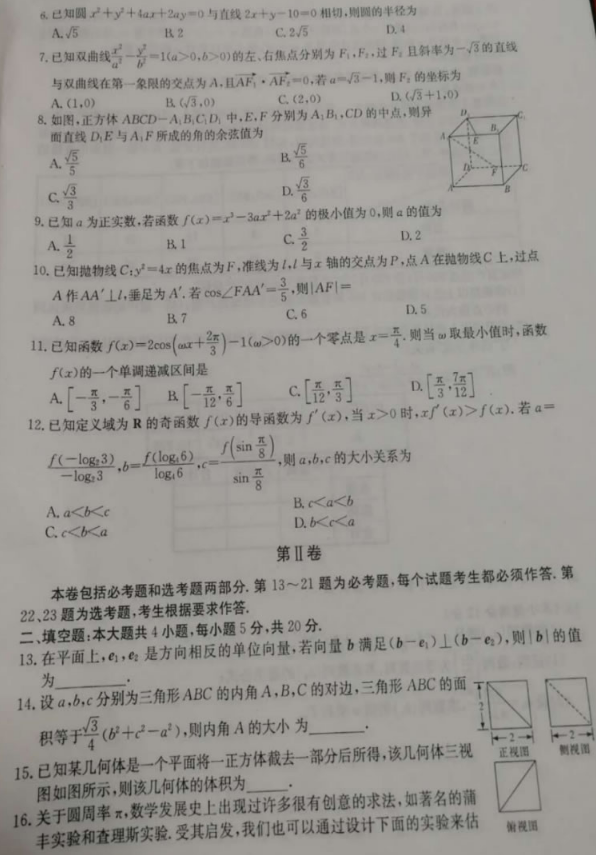 6. 已知圆 x²+y²+4ax+2ay=0 与直线 2x+y-10=0 相切,则圆的半径为
A. √5 B. 2 C. 2√5 D. 4
7. 已知双曲线 x²/a² - y²/b² =1(a>0,b>0)的左、右焦点分别为 F₁,F₂,过 F₂ 且斜率为-√3的直线
与双曲线在第一象限的交点为 A,且AF₁·AF₂=0,若 a=√3-1,则 F₂ 的坐标为
A. (1,0) B. (√3,0) C. (2,0) D. (√3+1,0)
8. 如图,正方体 ABCD-A₁B₁C₁D₁ 中,E,F 分别为 A₁B₁,CD 的中点,则异
面直线 D₁E 与 A₁F 所成的角的余弦值为
A. √5/5 B. √5/6
C. √3/3 D. √3/6
9. 已知 a 为正实数,若函数 f(x)=x³-3ax²+2a² 的极小值为 0,则 a 的值为
A. 1/2 B. 1 C. 3/2 D. 2
10. 已知抛物线 C:y²=4x 的焦点为 F,准线为 l,l 与 x 轴的交点为 P,点 A 在抛物线 C 上,过点
A 作 AA′⊥l,垂足为 A′. 若 cos∠FAA′=3/5,则|AF|=
A. 8 B. 7 C. 6 D. 5
11. 已知函数 f(x)=2cos(ωx+2π/3)-1(ω>0)的一个零点是 x=π/4. 则当 ω 取最小值时,函数
f(x)的一个单调递减区间是
A. [-π/3,-π/6] B. [-π/12,π/6] C. [π/12,π/3] D. [π/3,7π/12]
12. 已知定义域为 R 的奇函数 f(x)的导函数为 f′(x),当 x>0 时,xf′(x)>f(x). 若 a=
f(-log₂3)/-log₂3,b=f(log₄6)/log₄6,c=f(sin π/8)/sin π/8,则 a,b,c 的大小关系为
A. a<b<c B. c<a<b
C. c<b<a D. b<c<a
第Ⅱ卷
本卷包括必考题和选考题两部分. 第 13~21 题为必考题,每个试题考生都必须作答. 第
22、23 题为选考题,考生根据要求作答.
二、填空题:本大题共 4 小题,每小题 5 分,共 20 分.
13. 在平面上,e₁,e₂ 是方向相反的单位向量,若向量 b 满足(b-e₁)⊥(b-e₂),则|b|的值
为______.
14. 设 a,b,c 分别为三角形 ABC 的内角 A,B,C 的对边,三角形 ABC 的面
积等于√3/4(b²+c²-a²),则内角 A 的大小 为______.
2
2 2
正视图 侧视图
15. 已知某几何体是一个平面将一正方体截去一部分后所得,该几何体三视
图如图所示,则该几何体的体积为______.
16. 关于圆周率 π,数学发展史上出现过许多很有创意的求法,如著名的蒲
丰实验和查理斯实验. 受其启发,我们也可以通过设计下面的实验来估
俯视图